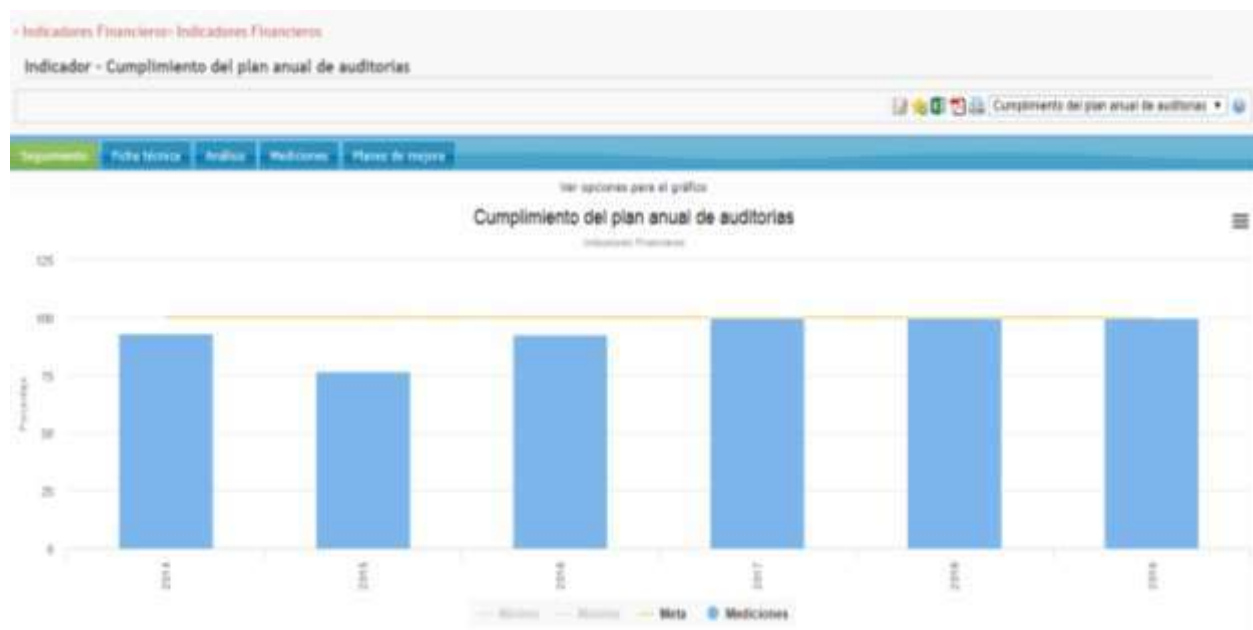 - Indicadores Financieros- Indicadores Financieros
Indicador - Cumplimiento del plan anual de auditorias
Cumplimiento del plan anual de auditorias
Seguimiento Ficha técnica Análisis Mediciones Planes de mejora
Ver opciones para el gráfico
Cumplimiento del plan anual de auditorias
Indicadores Financieros
125
100
75
50
25
0
Porcentaje
2014 2015 2016 2017 2018 2019
Meta Mediciones